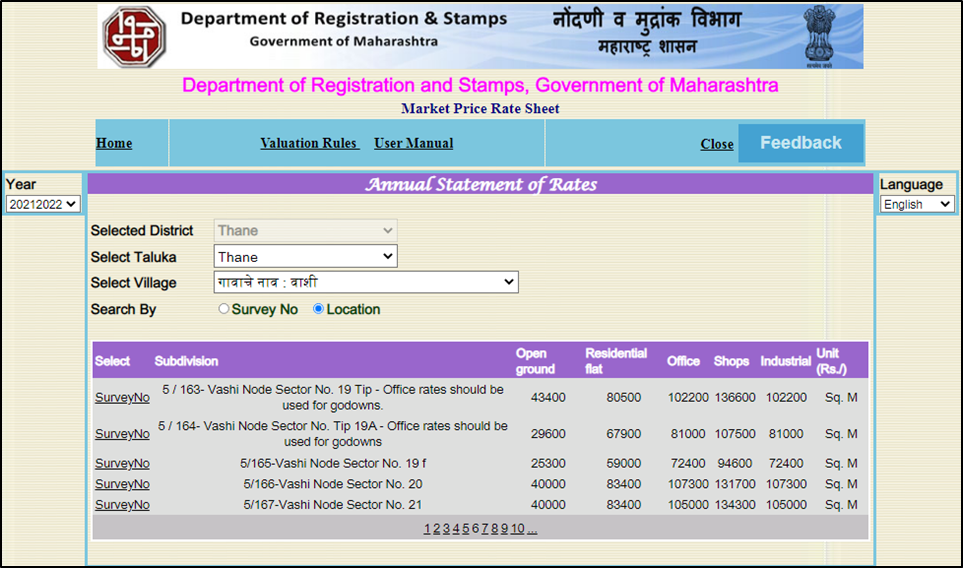 Department of Registration & Stamps
Government of Maharashtra
नोंदणी व मुद्रांक विभाग
महाराष्ट्र शासन
Department of Registration and Stamps, Government of Maharashtra
Market Price Rate Sheet
Home Valuation Rules User Manual Close Feedback
Year Annual Statement of Rates Language
20212022 English
Selected District Thane
Select Taluka Thane
Select Village गावाचे नाव : वाशी
Search By Survey No Location
Select Subdivision Open ground Residential flat Office Shops Industrial Unit (Rs./)
SurveyNo 5 / 163- Vashi Node Sector No. 19 Tip - Office rates should be used for godowns. 43400 80500 102200 136600 102200 Sq. M
SurveyNo 5 / 164- Vashi Node Sector No. Tip 19A - Office rates should be used for godowns 29600 67900 81000 107500 81000 Sq. M
SurveyNo 5/165-Vashi Node Sector No. 19 f 25300 59000 72400 94600 72400 Sq. M
SurveyNo 5/166-Vashi Node Sector No. 20 40000 83400 107300 131700 107300 Sq. M
SurveyNo 5/167-Vashi Node Sector No. 21 40000 83400 105000 134300 105000 Sq. M
1 2 3 4 5 6 7 8 9 10 ...